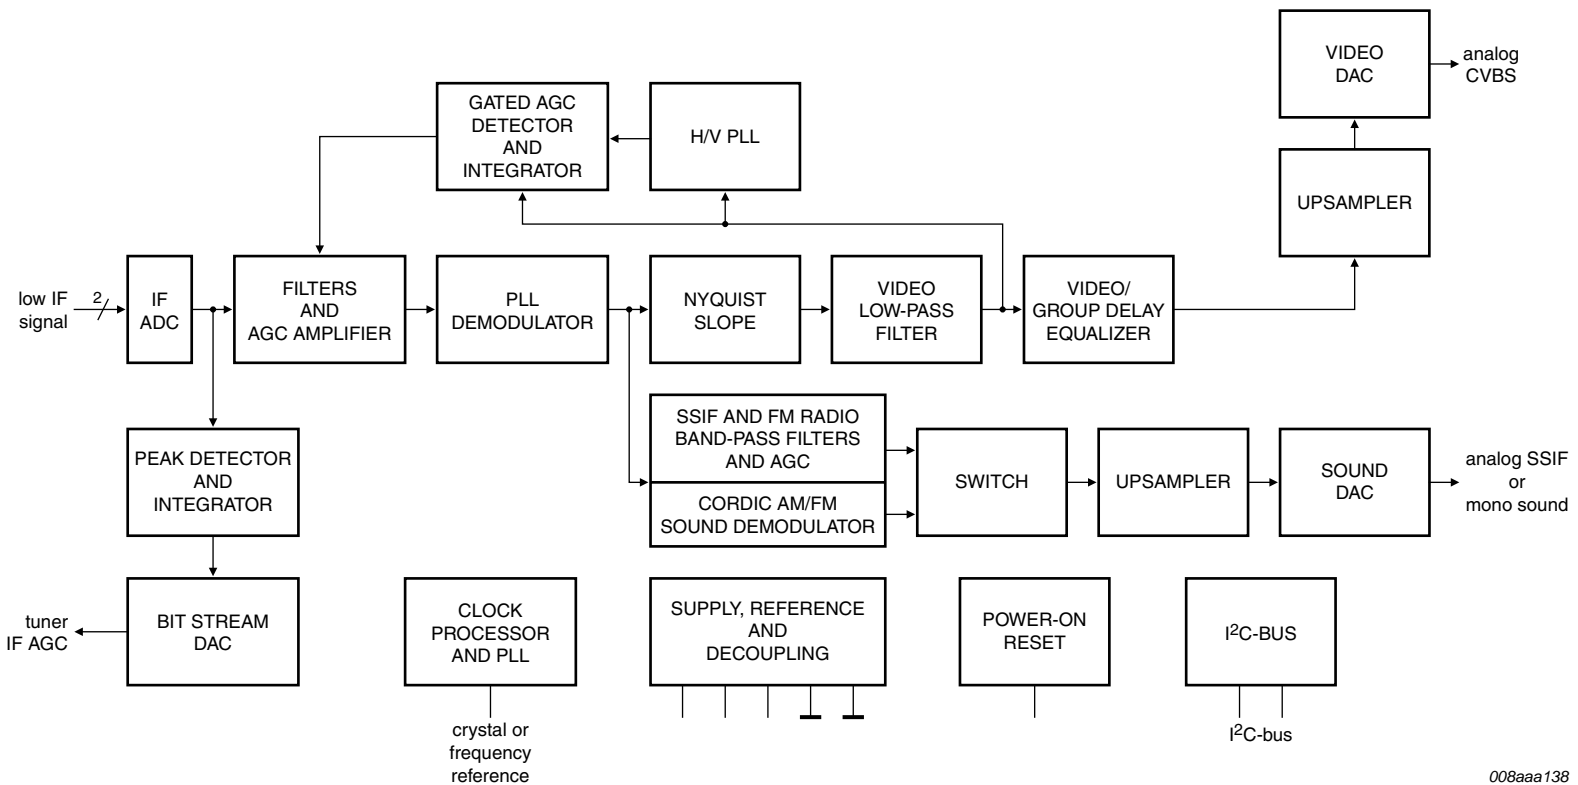 VIDEO
DAC
analog
CVBS
GATED AGC
DETECTOR
AND
INTEGRATOR
H/V PLL
UPSAMPLER
low IF
signal
2
IF
ADC
FILTERS
AND
AGC AMPLIFIER
PLL
DEMODULATOR
NYQUIST
SLOPE
VIDEO
LOW-PASS
FILTER
VIDEO/
GROUP DELAY
EQUALIZER
PEAK DETECTOR
AND
INTEGRATOR
SSIF AND FM RADIO
BAND-PASS FILTERS
AND AGC
CORDIC AM/FM
SOUND DEMODULATOR
SWITCH
UPSAMPLER
SOUND
DAC
analog SSIF
or
mono sound
tuner
IF AGC
BIT STREAM
DAC
CLOCK
PROCESSOR
AND PLL
SUPPLY, REFERENCE
AND
DECOUPLING
POWER-ON
RESET
I²C-BUS
crystal or
frequency
reference
I²C-bus
008aaa138